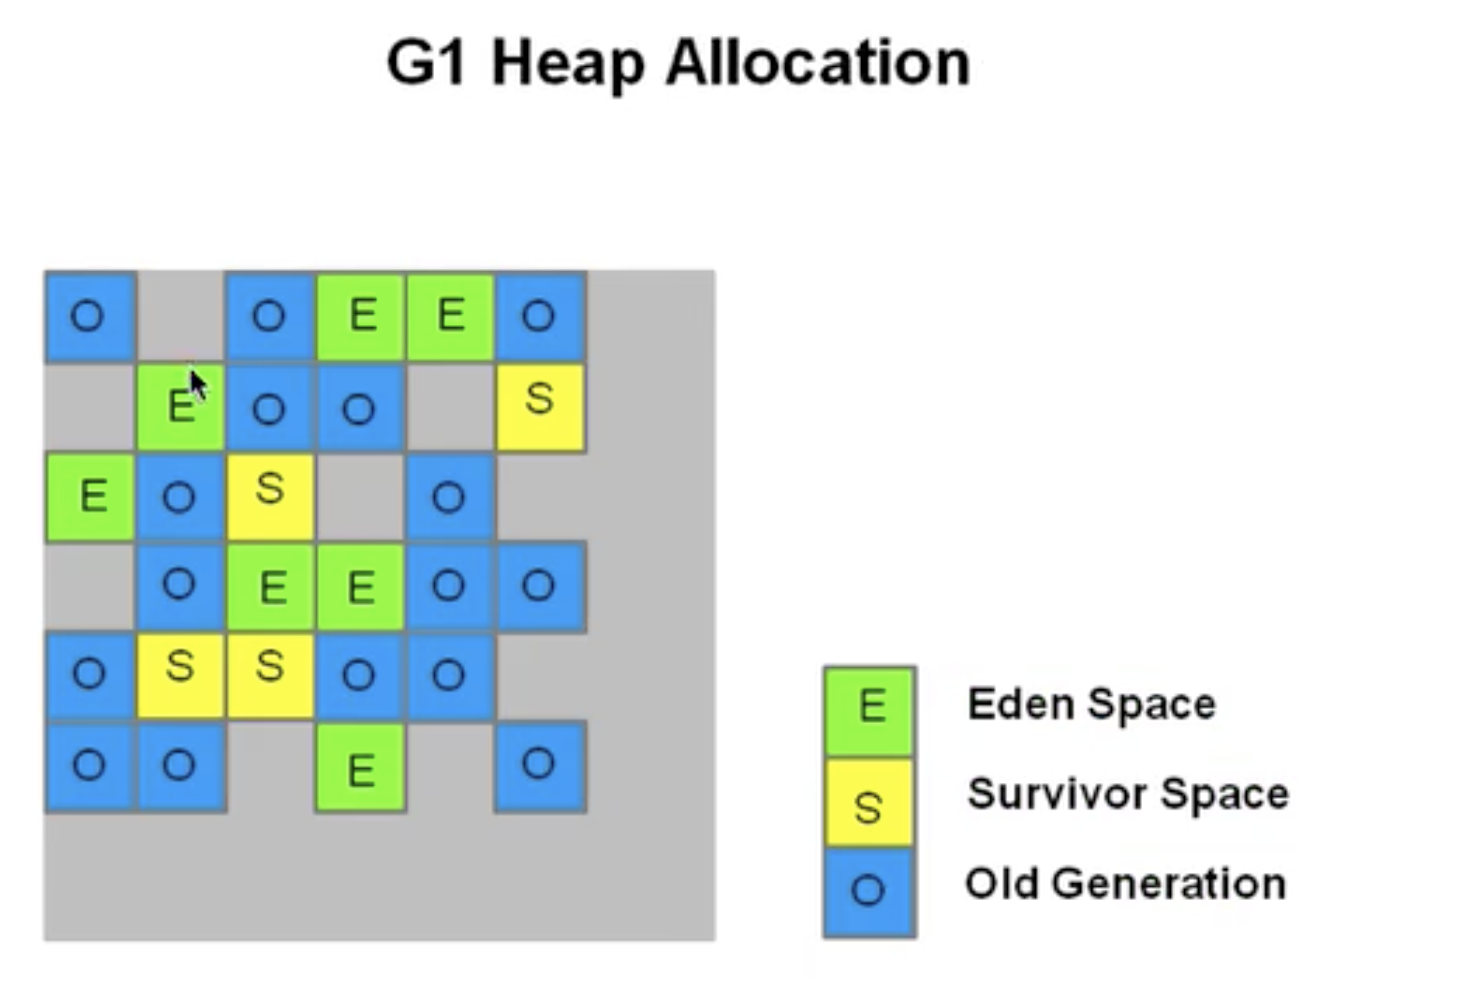 G1 Heap Allocation
O O E E O
E O O S
E O S O
O E E O O
O S S O O
O O E O
E Eden Space
S Survivor Space
O Old Generation